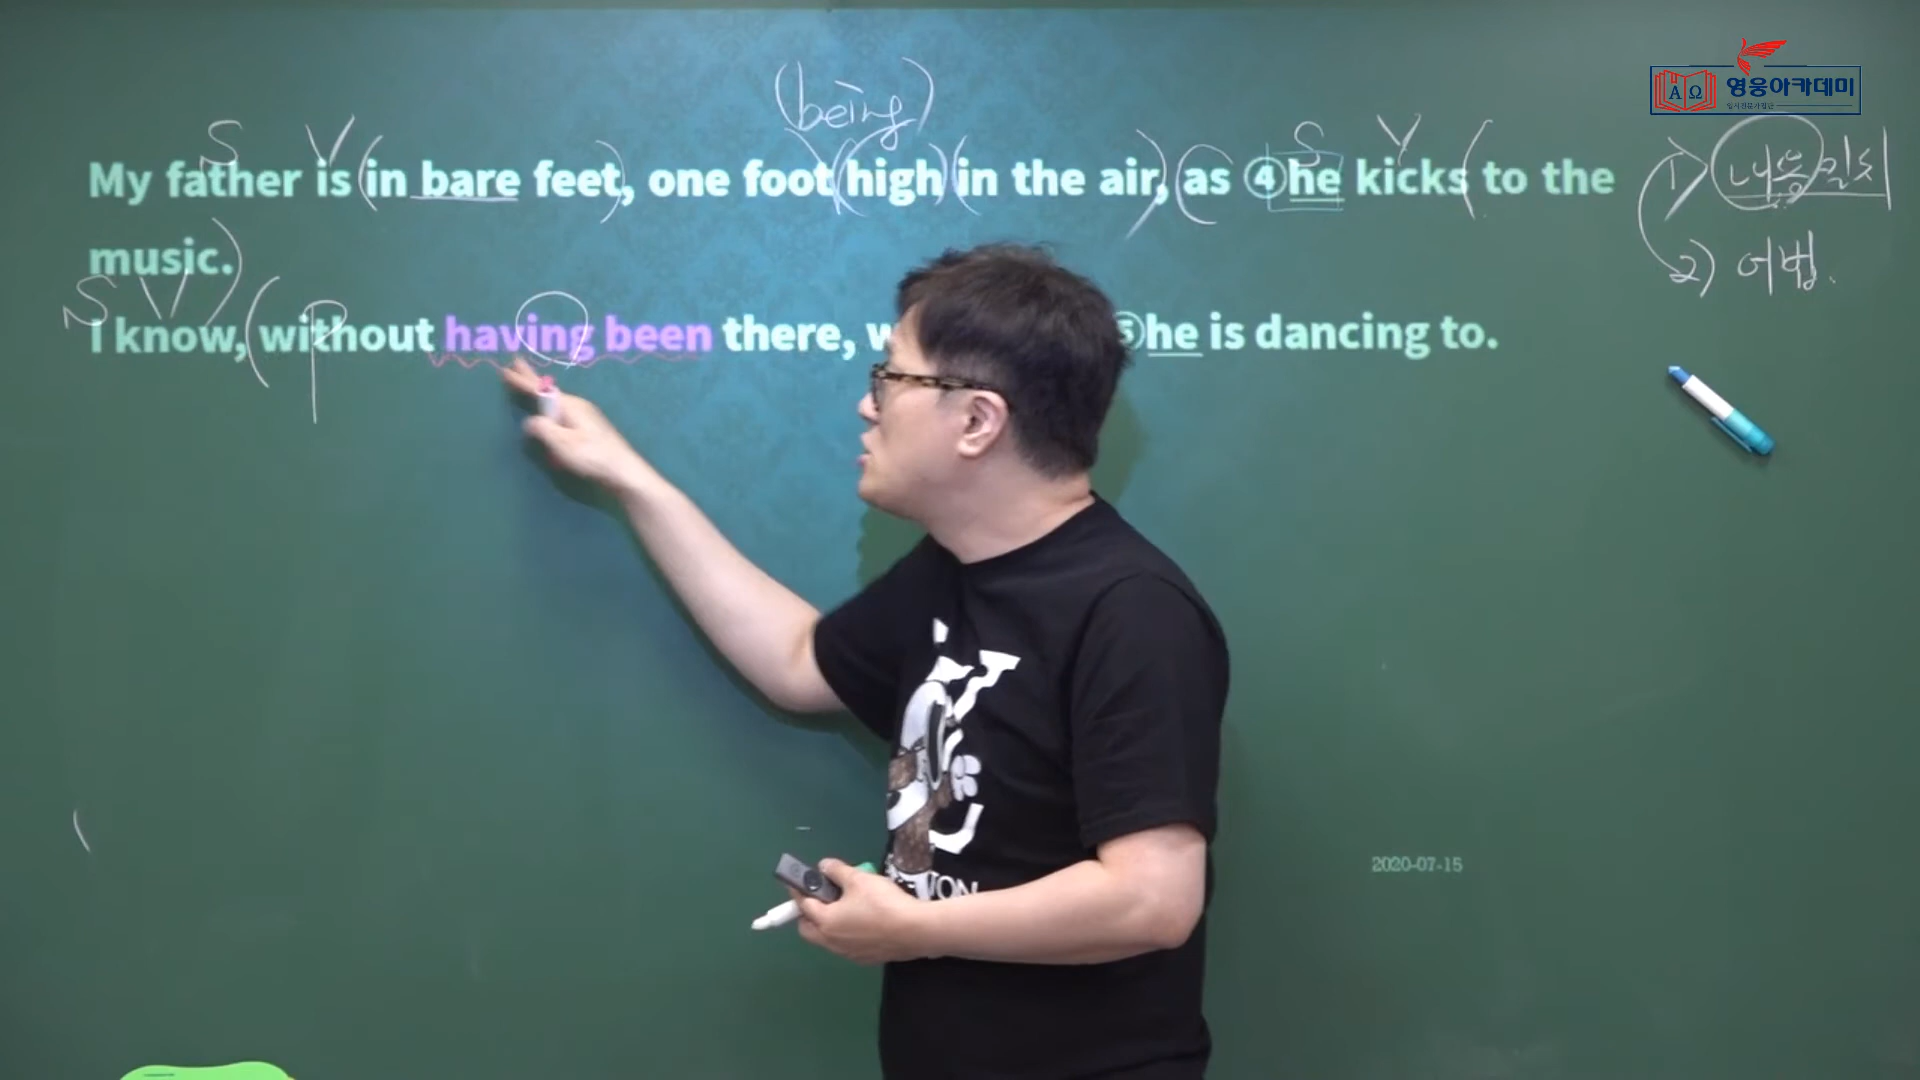 영웅아카데미
(being)
S V S V
My father is in bare feet, one foot high in the air, as ④he kicks to the
music.
S V P
I know, without having been there, he is dancing to.
1) 내용일치
2) 어법.
2020-07-15